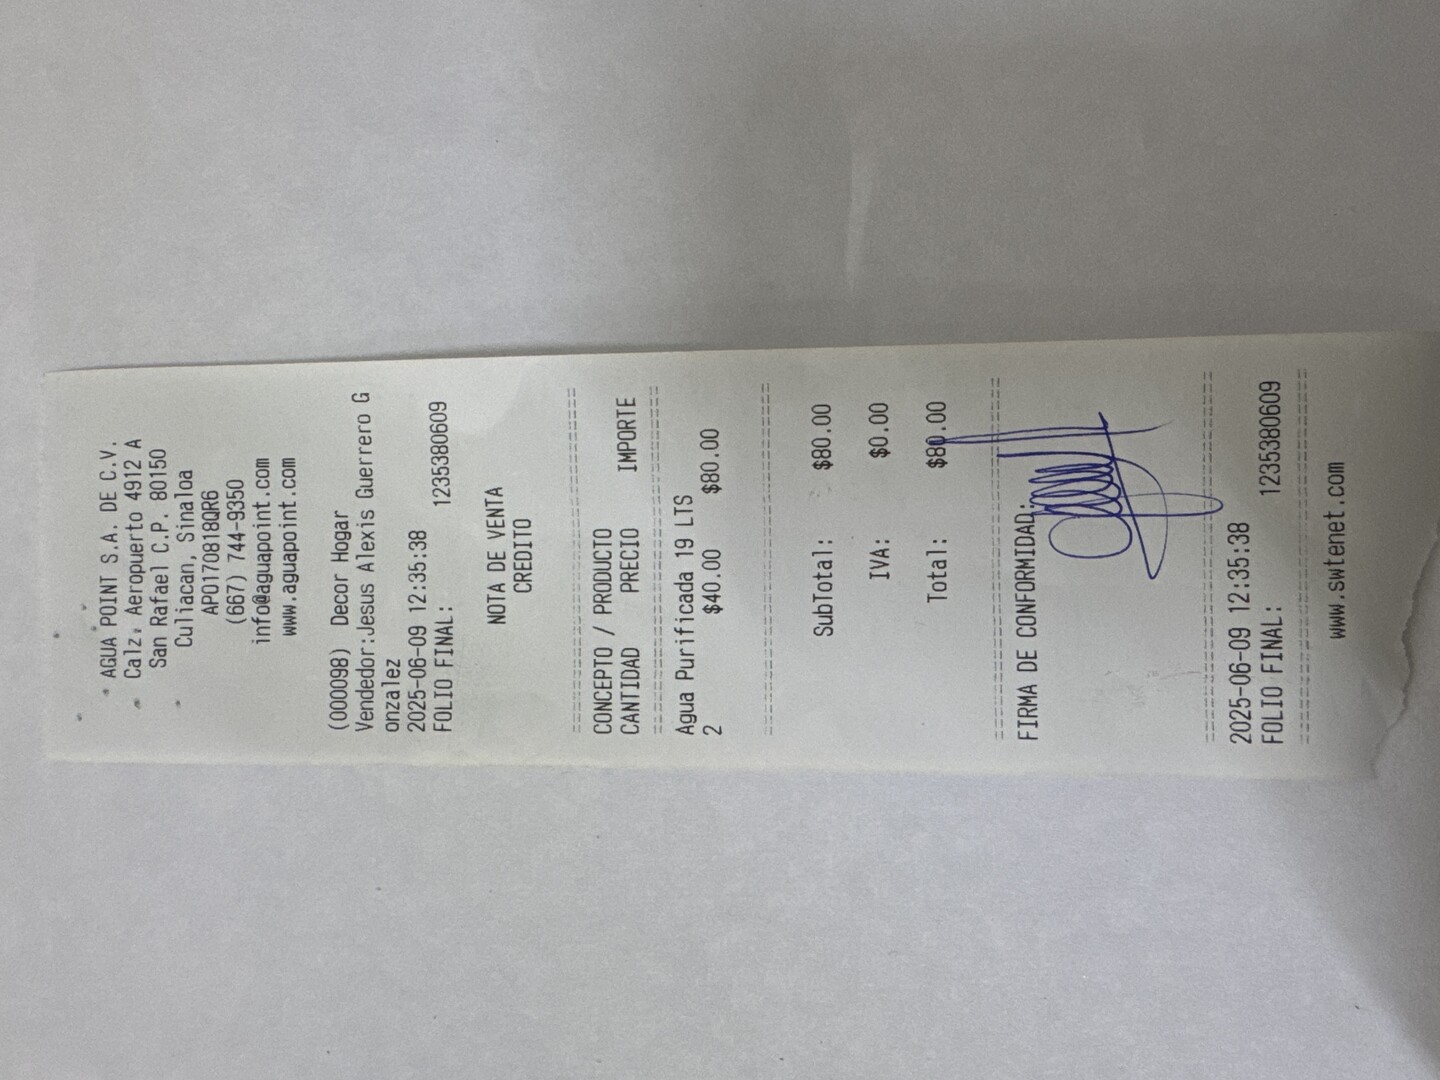 AGUA POINT S.A. DE C.V.
Calz. Aeropuerto 4912 A
San Rafael C.P. 80150
Culiacan, Sinaloa
APO170818QR6
(667) 744-9350
info@aguapoint.com
www.aguapoint.com
(000098) Decor Hogar
Vendedor:Jesus Alexis Guerrero G
onzalez
2025-06-09 12:35:38
FOLIO FINAL: 1235380609
NOTA DE VENTA
CREDITO
================================
CONCEPTO / PRODUCTO
CANTIDAD PRECIO IMPORTE
================================
Agua Purificada 19 LTS
2 $40.00 $80.00
================================
SubTotal: $80.00
IVA: $0.00
Total: $80.00
================================
FIRMA DE CONFORMIDAD:
================================
2025-06-09 12:35:38
FOLIO FINAL: 1235380609
================================
www.swtenet.com